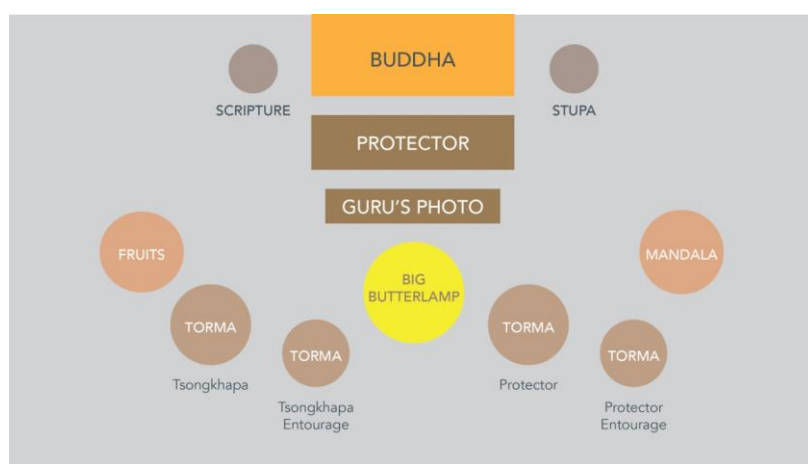 BUDDHA
SCRIPTURE
STUPA
PROTECTOR
GURU'S PHOTO
FRUITS
MANDALA
BIG
BUTTERLAMP
TORMA
Tsongkhapa
TORMA
Tsongkhapa
Entourage
TORMA
Protector
TORMA
Protector
Entourage